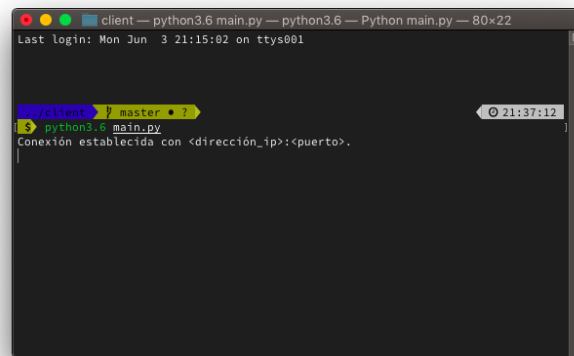 client — python3.6 main.py — python3.6 — Python main.py — 80×22
Last login: Mon Jun  3 21:15:02 on ttys001
../client master ● ? 21:37:12
[ $ python3.6 main.py ]
Conexión establecida con <dirección_ip>:<puerto>.